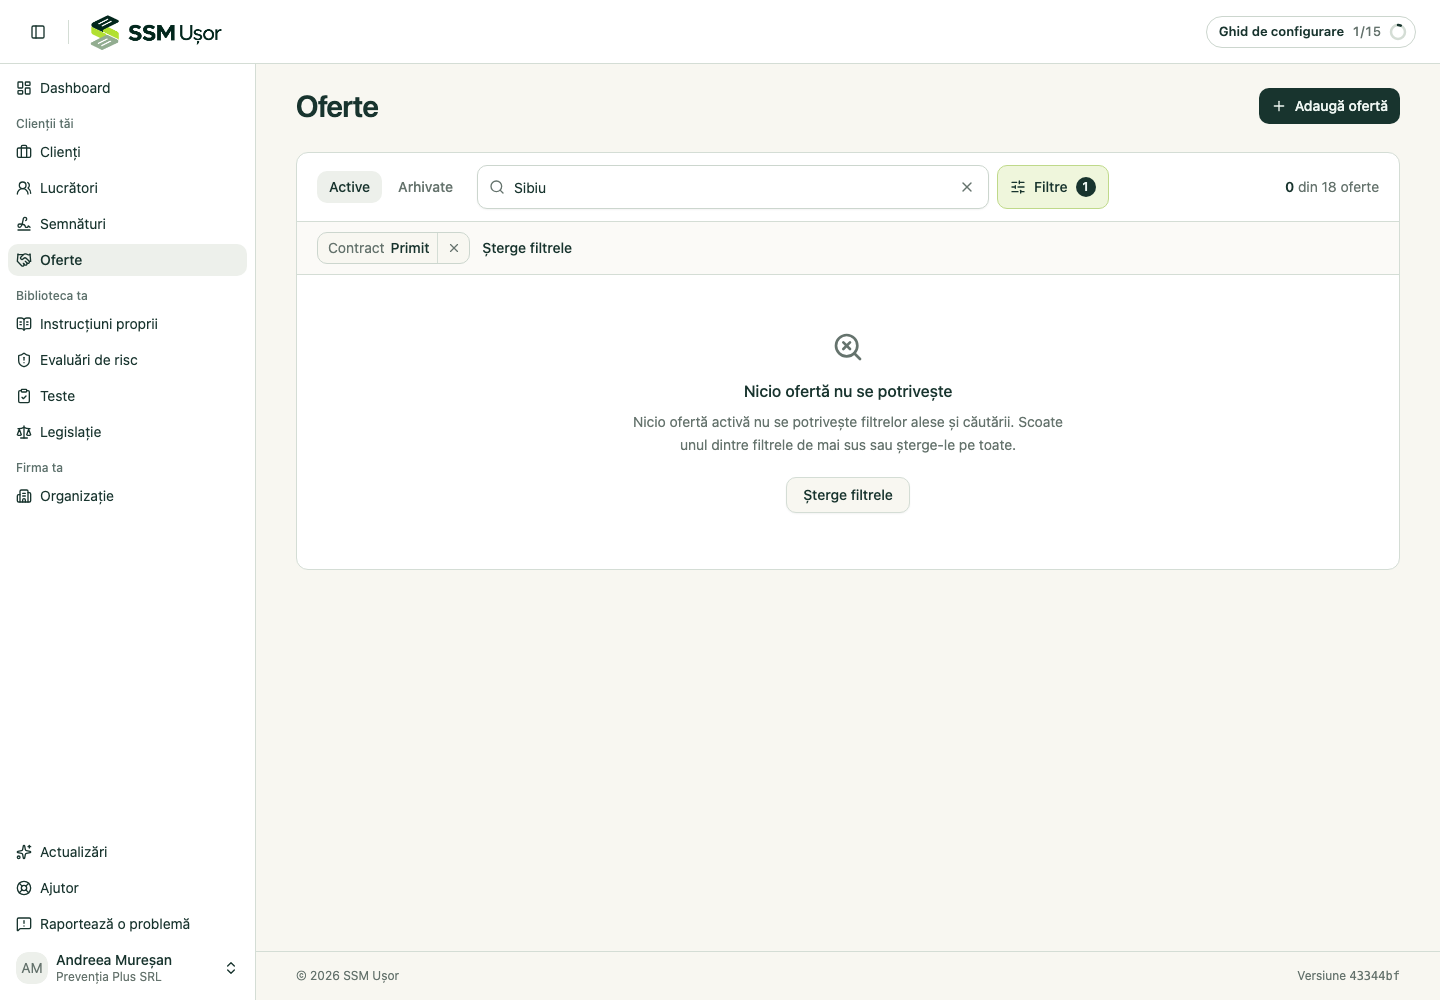 SSM Ușor
Ghid de configurare 1/15
Dashboard
Clienții tăi
Clienți
Lucrători
Semnături
Oferte
Biblioteca ta
Instrucțiuni proprii
Evaluări de risc
Teste
Legislație
Firma ta
Organizație
Actualizări
Ajutor
Raportează o problemă
AM
Andreea Mureșan
Prevenția Plus SRL
Oferte
Adaugă ofertă
Active
Arhivate
Sibiu
Filtre 1
0 din 18 oferte
Contract Primit
Șterge filtrele
Nicio ofertă nu se potrivește
Nicio ofertă activă nu se potrivește filtrelor alese și căutării. Scoate
unul dintre filtrele de mai sus sau șterge-le pe toate.
Șterge filtrele
© 2026 SSM Ușor
Versiune 43344bf